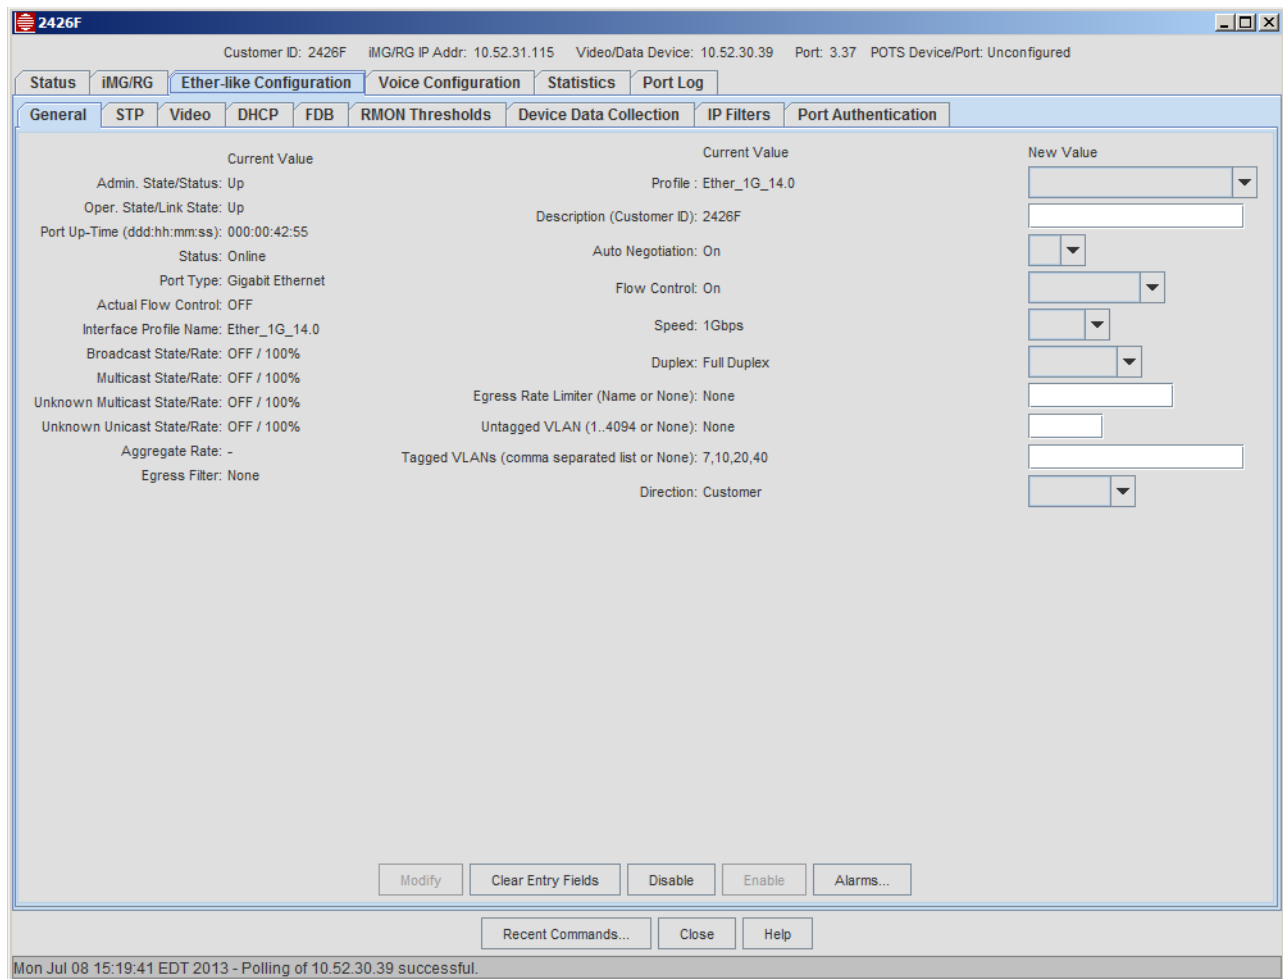 2426F
Customer ID: 2426F iMG/RG IP Addr: 10.52.31.115 Video/Data Device: 10.52.30.39 Port: 3.37 POTS Device/Port: Unconfigured
Status iMG/RG Ether-like Configuration Voice Configuration Statistics Port Log
General STP Video DHCP FDB RMON Thresholds Device Data Collection IP Filters Port Authentication
Current Value
Admin. State/Status: Up
Oper. State/Link State: Up
Port Up-Time (ddd:hh:mm:ss): 000:00:42:55
Status: Online
Port Type: Gigabit Ethernet
Actual Flow Control: OFF
Interface Profile Name: Ether_1G_14.0
Broadcast State/Rate: OFF / 100%
Multicast State/Rate: OFF / 100%
Unknown Multicast State/Rate: OFF / 100%
Unknown Unicast State/Rate: OFF / 100%
Aggregate Rate: -
Egress Filter: None
Current Value New Value
Profile : Ether_1G_14.0
Description (Customer ID): 2426F
Auto Negotiation: On
Flow Control: On
Speed: 1Gbps
Duplex: Full Duplex
Egress Rate Limiter (Name or None): None
Untagged VLAN (1..4094 or None): None
Tagged VLANs (comma separated list or None): 7,10,20,40
Direction: Customer
Modify Clear Entry Fields Disable Enable Alarms...
Recent Commands... Close Help
Mon Jul 08 15:19:41 EDT 2013 - Polling of 10.52.30.39 successful.